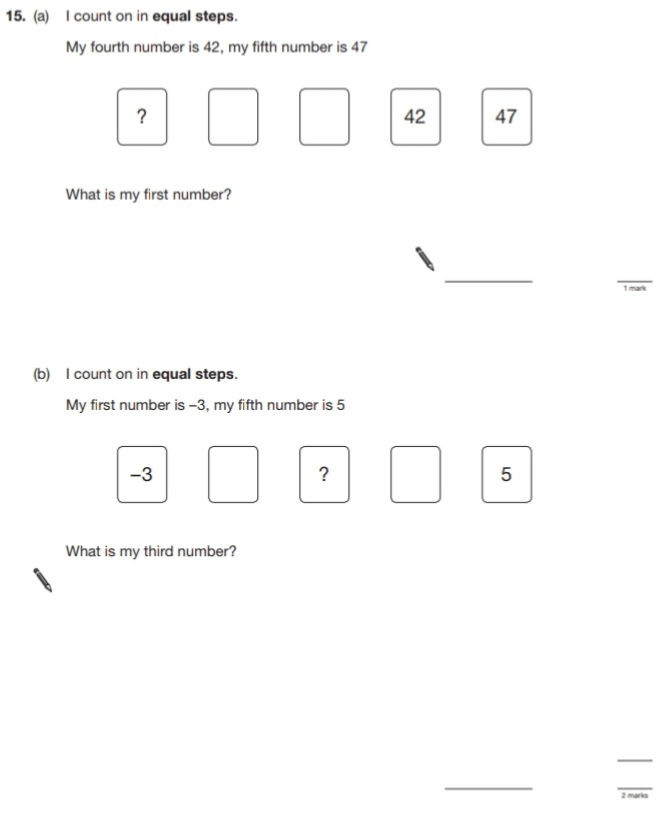 15. (a) I count on in equal steps.
My fourth number is 42, my fifth number is 47
? 42 47
What is my first number?
1 mark
(b) I count on in equal steps.
My first number is –3, my fifth number is 5
–3 ? 5
What is my third number?
2 marks